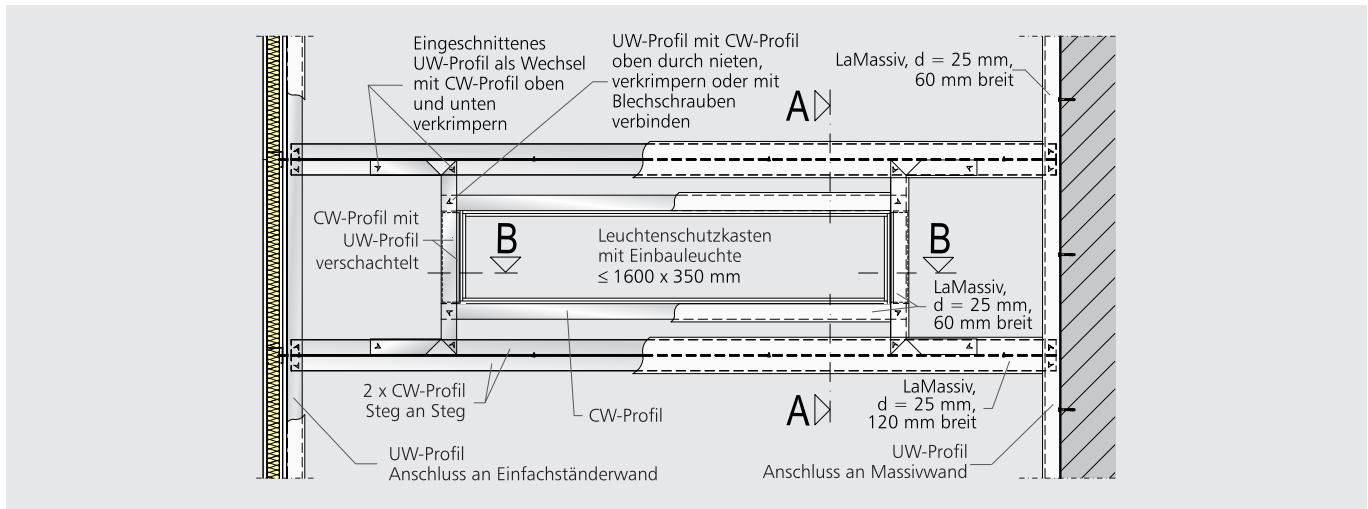 Eingeschnittenes
UW-Profil als Wechsel
mit CW-Profil oben
und unten
verkrimpern
UW-Profil mit CW-Profil
oben durch nieten,
verkrimpern oder mit
Blechschrauben
verbinden
LaMassiv, d = 25 mm,
60 mm breit
A
CW-Profil mit
UW-Profil
verschachtelt
B
Leuchtenschutzkasten
mit Einbauleuchte
≤ 1600 x 350 mm
B
LaMassiv,
d = 25 mm,
60 mm breit
2 x CW-Profil
Steg an Steg
CW-Profil
A
LaMassiv,
d = 25 mm,
120 mm breit
UW-Profil
Anschluss an Einfachständerwand
UW-Profil
Anschluss an Massivwand